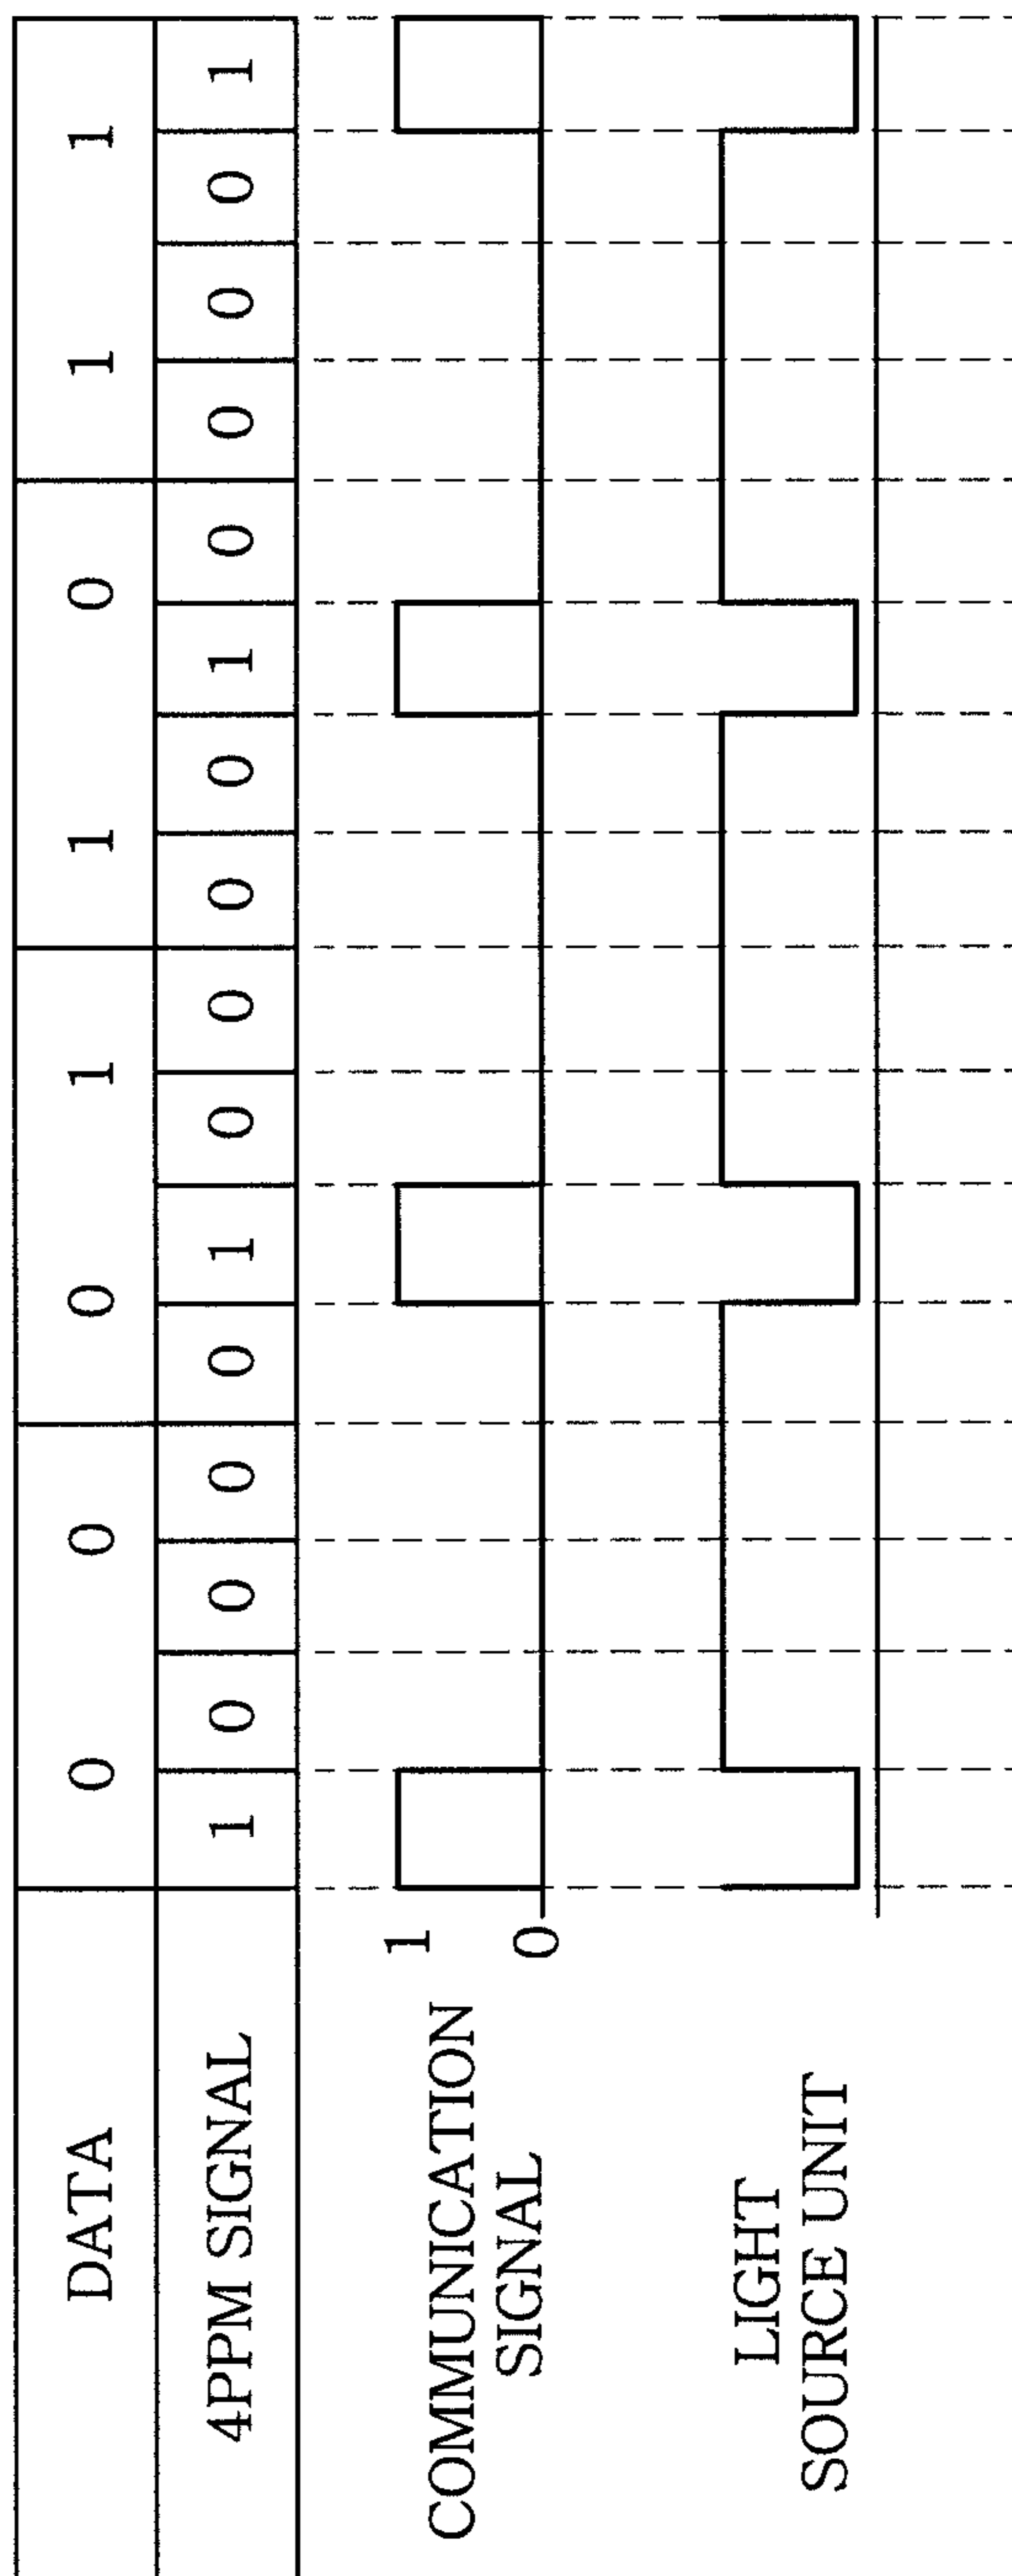 DATA 0 0 0 1 1 0 1 1
4PPM SIGNAL 1 0 0 0 0 1 0 0 0 0 1 0 0 0 0 1
1
COMMUNICATION
SIGNAL
0
LIGHT
SOURCE UNIT